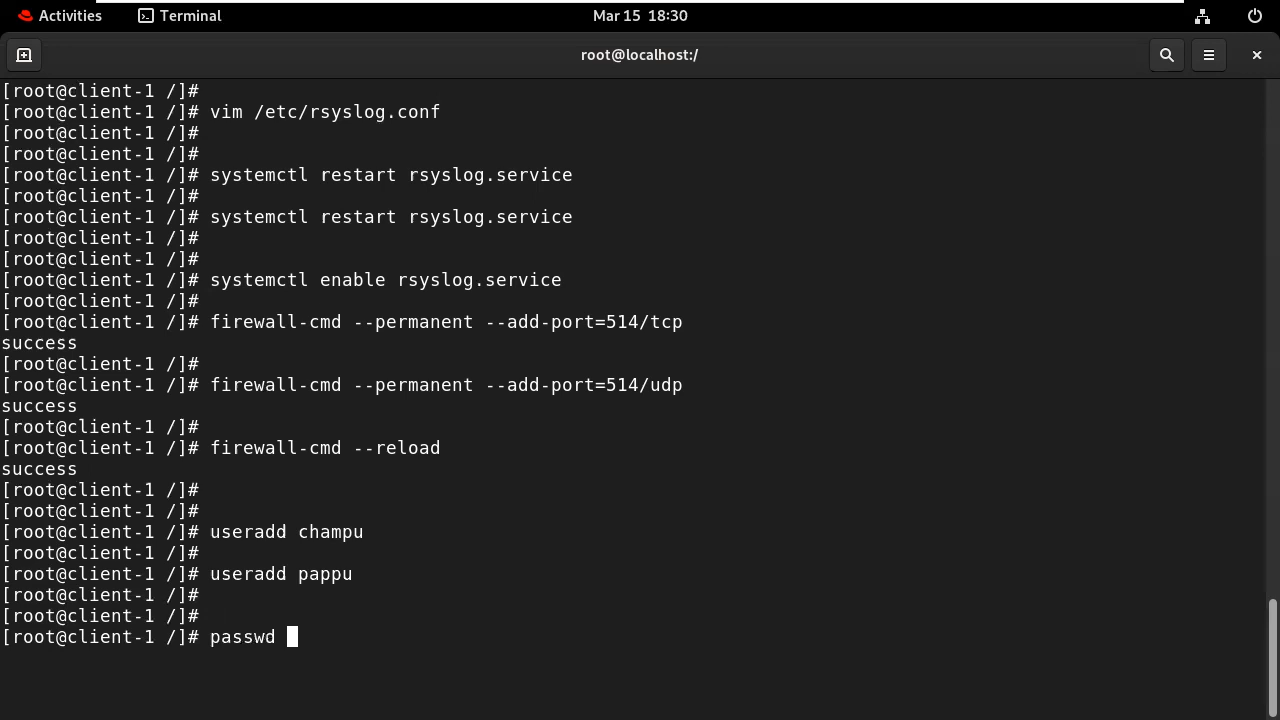 Activities Terminal Mar 15 18:30
root@localhost:/
[root@client-1 /]#
[root@client-1 /]# vim /etc/rsyslog.conf
[root@client-1 /]#
[root@client-1 /]#
[root@client-1 /]# systemctl restart rsyslog.service
[root@client-1 /]#
[root@client-1 /]# systemctl restart rsyslog.service
[root@client-1 /]#
[root@client-1 /]#
[root@client-1 /]# systemctl enable rsyslog.service
[root@client-1 /]#
[root@client-1 /]# firewall-cmd --permanent --add-port=514/tcp
success
[root@client-1 /]#
[root@client-1 /]# firewall-cmd --permanent --add-port=514/udp
success
[root@client-1 /]#
[root@client-1 /]# firewall-cmd --reload
success
[root@client-1 /]#
[root@client-1 /]#
[root@client-1 /]# useradd champu
[root@client-1 /]#
[root@client-1 /]# useradd pappu
[root@client-1 /]#
[root@client-1 /]#
[root@client-1 /]# passwd